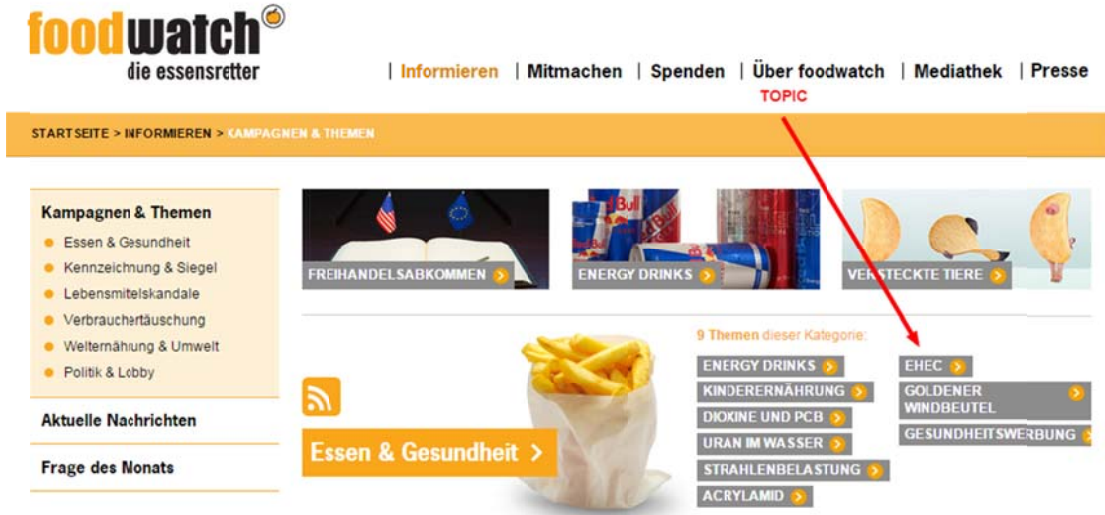 foodwatch
die essensretter
| Informieren | Mitmachen | Spenden | Über foodwatch | Mediathek | Presse
TOPIC
STARTSEITE > INFORMIEREN > KAMPAGNEN & THEMEN
Kampagnen & Themen
Essen & Gesundheit
Kennzeichnung & Siegel
Lebensmitelskandale
Verbrauchertäuschung
Welternährung & Umwelt
Politik & Lobby
Aktuelle Nachrichten
Frage des Monats
FREIHANDELSABKOMMEN
ENERGY DRINKS
VERSTECKTE TIERE
Essen & Gesundheit >
9 Themen dieser Kategorie:
ENERGY DRINKS
KINDERERNÄHRUNG
DIOXINE UND PCB
URAN IM WASSER
STRAHLENBELASTUNG
ACRYLAMID
EHEC
GOLDENER
WINDBEUTEL
GESUNDHEITSWERBUNG